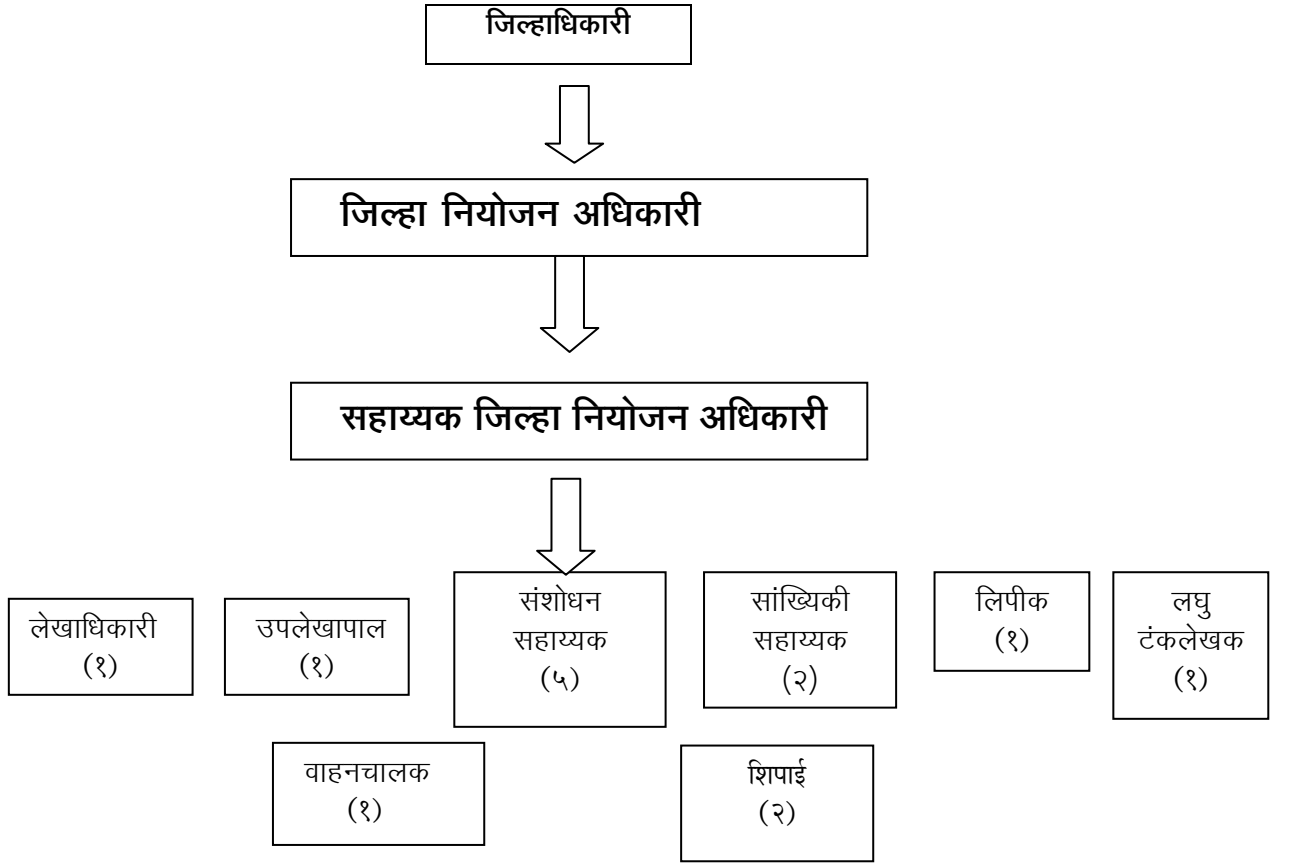 जिल्हाधिकारी
जिल्हा नियोजन अधिकारी
सहाय्यक जिल्हा नियोजन अधिकारी
लेखाधिकारी
(१)
उपलेखापाल
(१)
संशोधन
सहाय्यक
(५)
सांख्यिकी
सहाय्यक
(२)
लिपीक
(१)
लघु
टंकलेखक
(१)
वाहनचालक
(१)
शिपाई
(२)